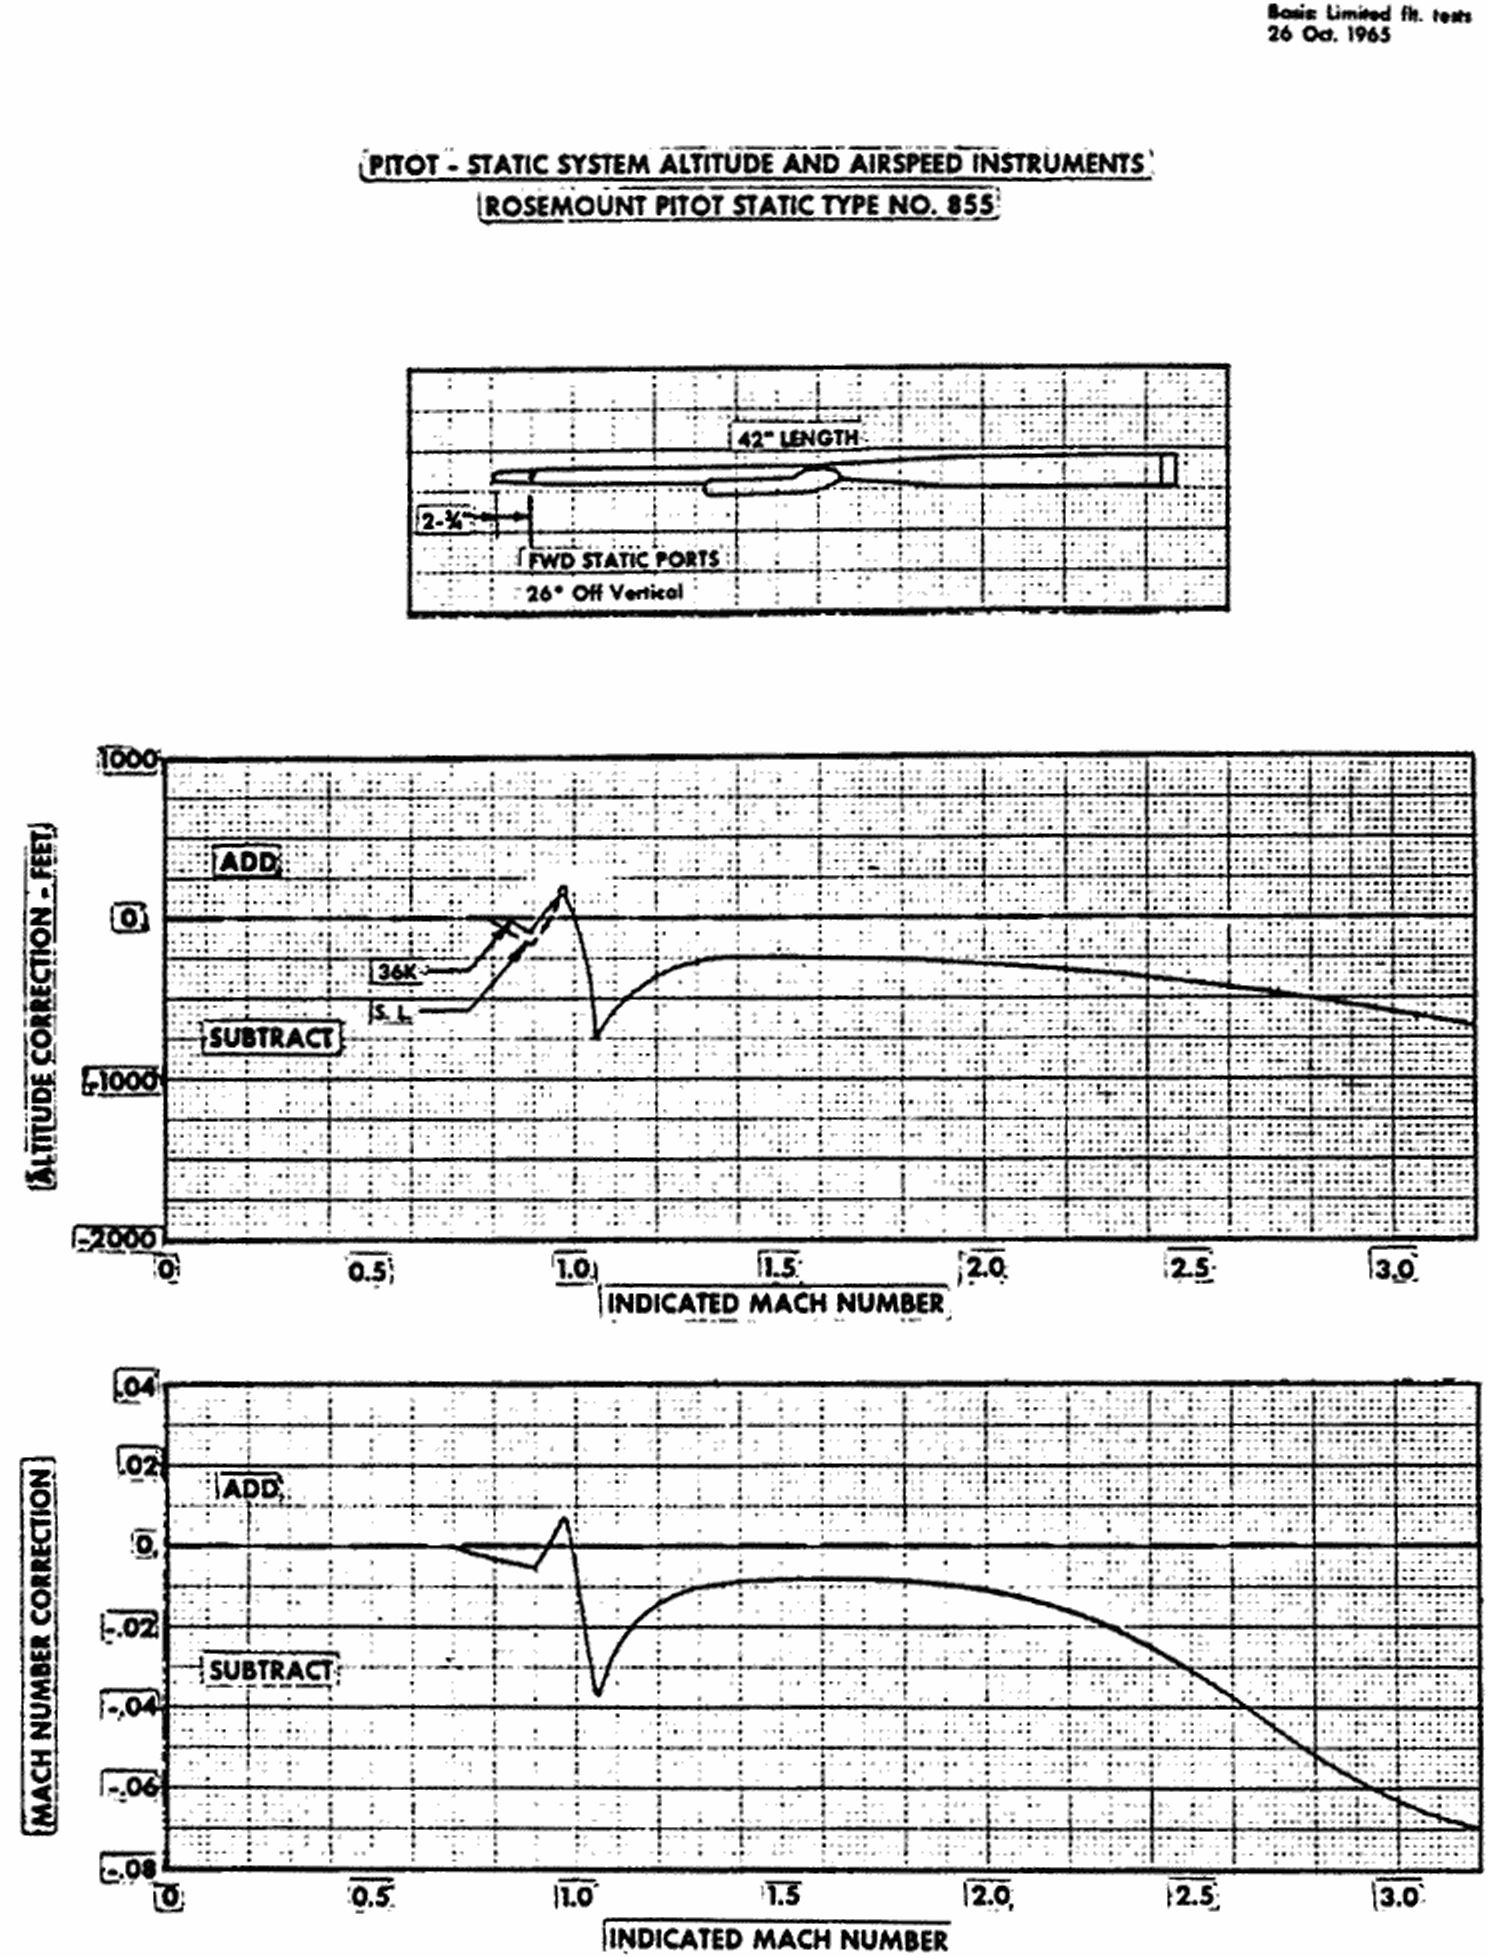 Basis: Limited flt. tests
26 Oct. 1965
PITOT - STATIC SYSTEM ALTITUDE AND AIRSPEED INSTRUMENTS
ROSEMOUNT PITOT STATIC TYPE NO. 855
42" LENGTH
2-¾"
FWD STATIC PORTS
26° Off Vertical
ALTITUDE CORRECTION - FEET
1000
ADD
0
36K
S. L.
SUBTRACT
-1000
-2000
0 0.5 1.0 1.5 2.0 2.5 3.0
INDICATED MACH NUMBER
MACH NUMBER CORRECTION
.04
.02
ADD
0
-.02
SUBTRACT
-.04
-.06
-.08
0 0.5 1.0 1.5 2.0 2.5 3.0
INDICATED MACH NUMBER